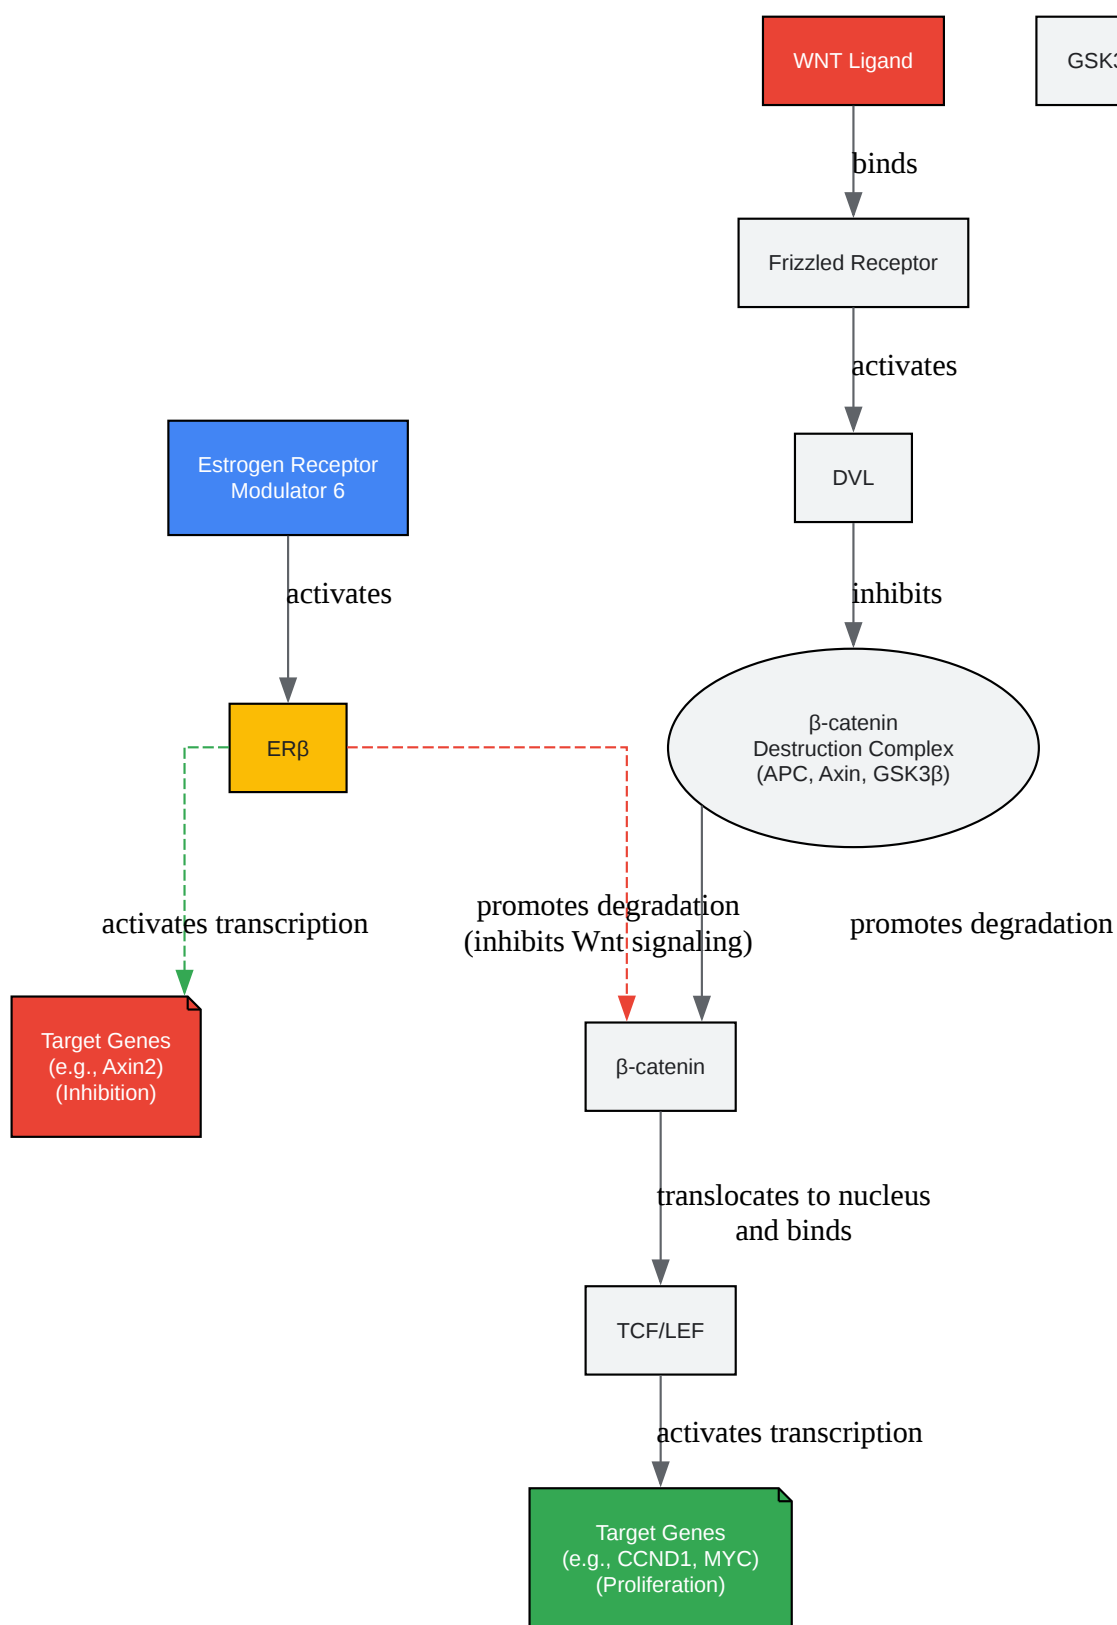 WNT Ligand
GSK3
binds
Frizzled Receptor
activates
Estrogen Receptor
Modulator 6
DVL
activates
inhibits
ERβ
β-catenin
Destruction Complex
(APC, Axin, GSK3β)
activates transcription
promotes degradation
(inhibits Wnt signaling)
promotes degradation
Target Genes
(e.g., Axin2)
(Inhibition)
β-catenin
translocates to nucleus
and binds
TCF/LEF
activates transcription
Target Genes
(e.g., CCND1, MYC)
(Proliferation)